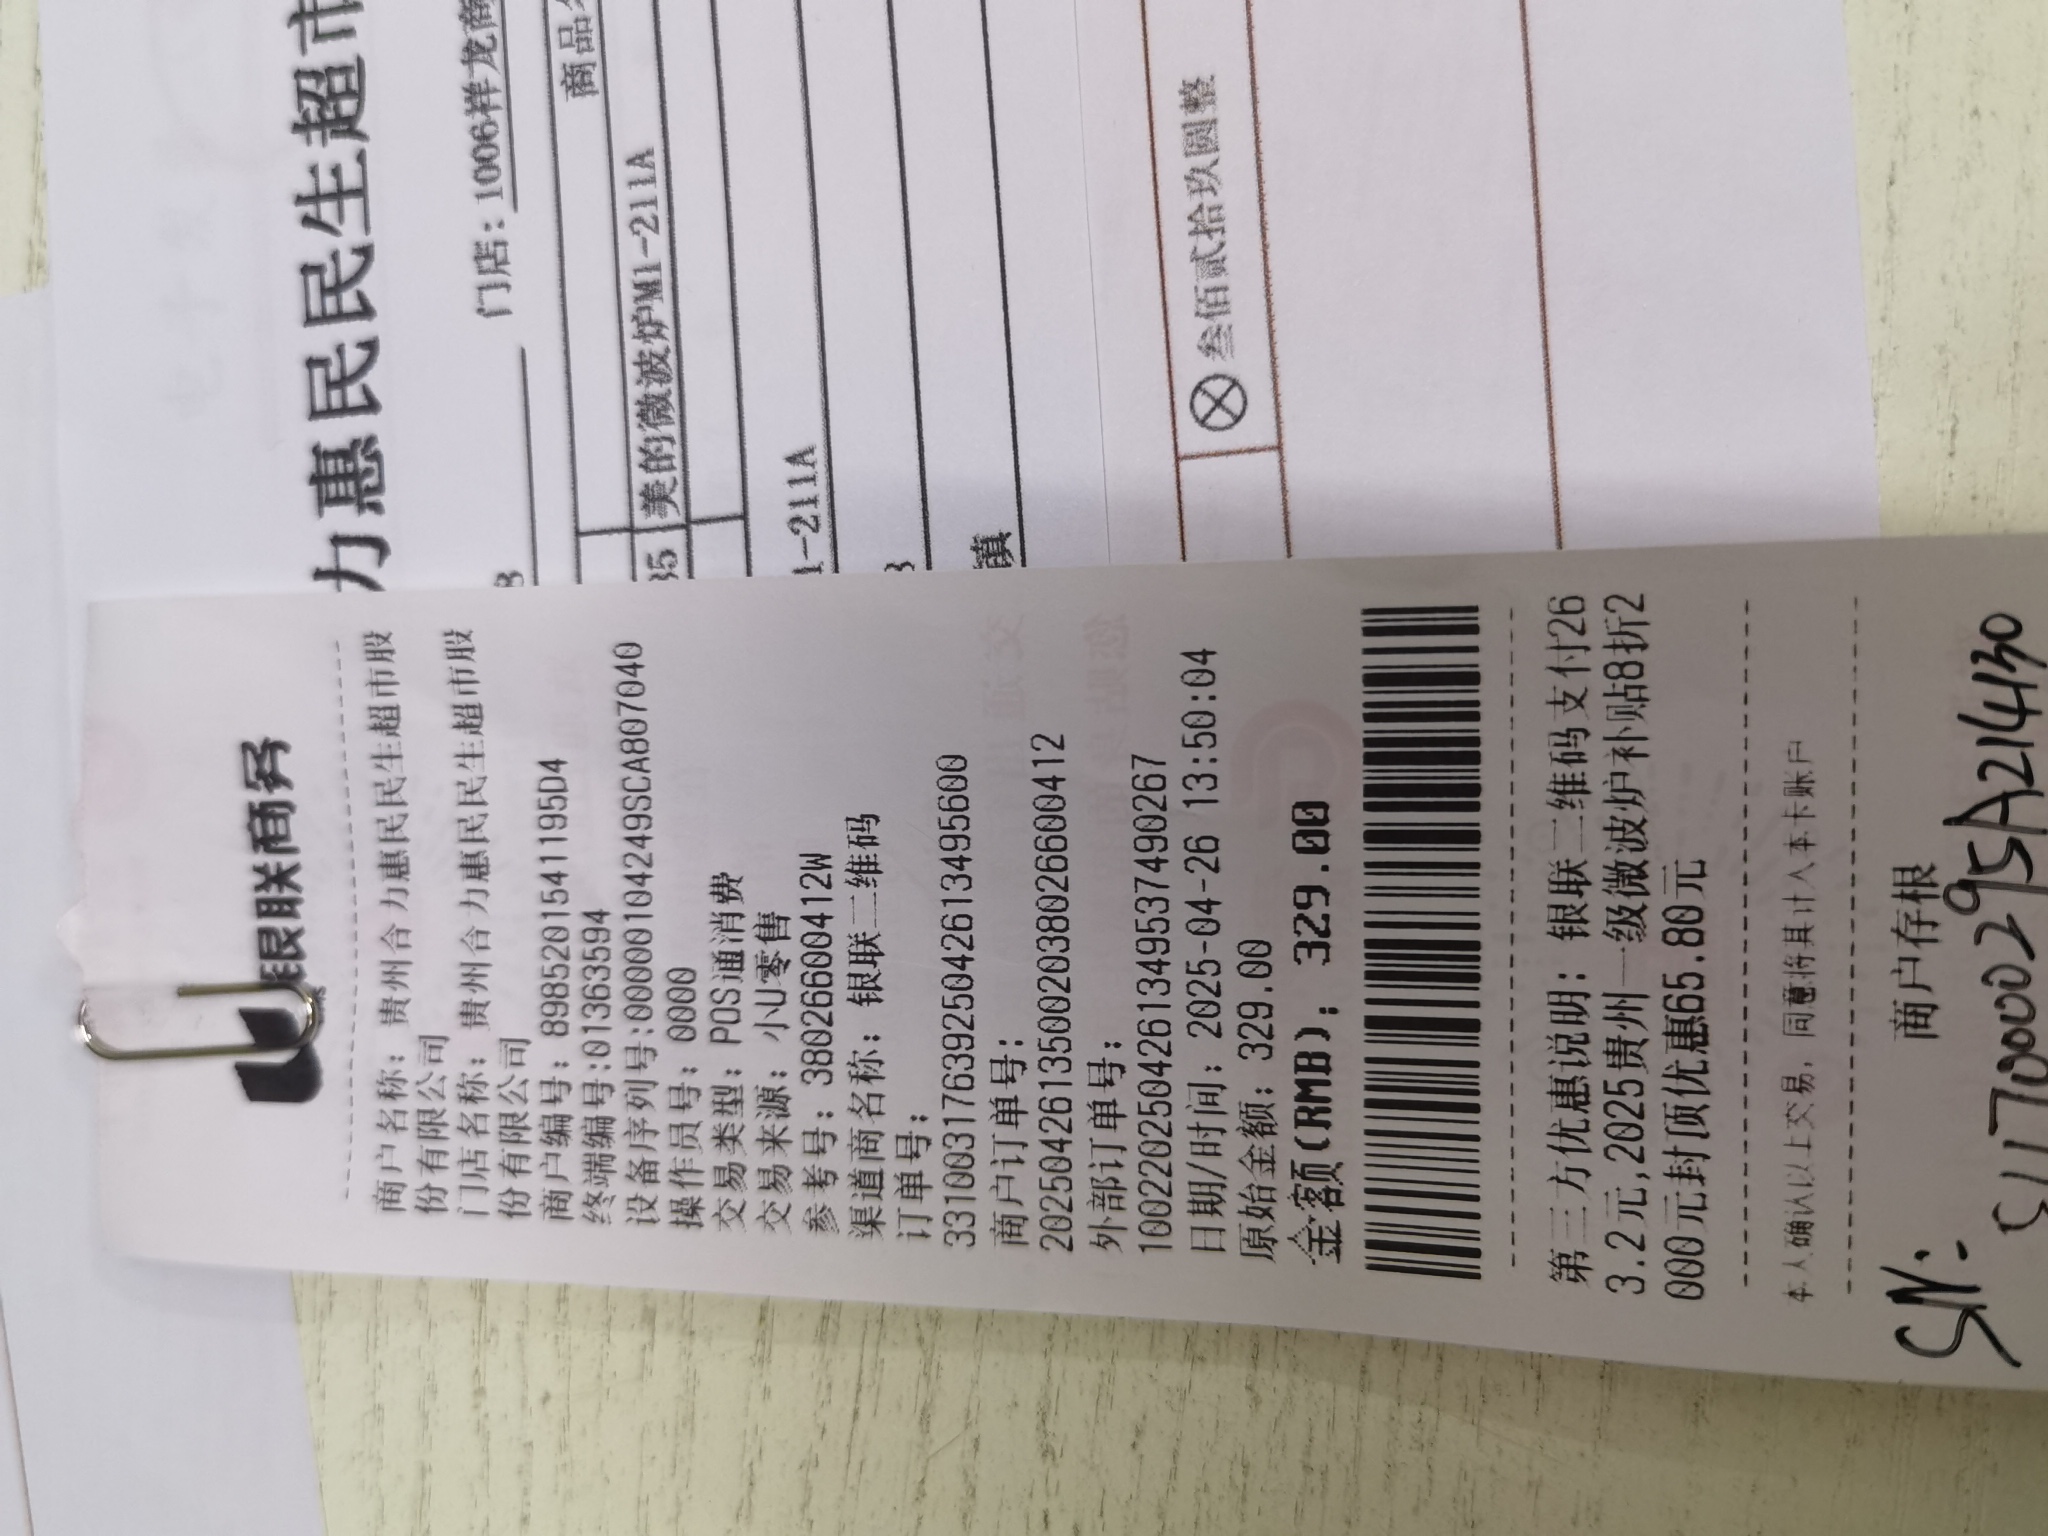 银联商务
商户名称：贵州合力惠民民生超市股
份有限公司
门店名称：贵州合力惠民民生超市股
份有限公司
商户编号：8985201541195D4
终端编号:01363594
设备序列号:00000104249SCA807040
操作员号：0000
交易类型：POS通消费
交易来源：小U零售
参考号：38026600412W
渠道商名称：银联二维码
订单号：
33100317639250426134956​00
商户订单号：
20250426135002038026600412
外部订单号：
1002202504261349537490267
日期/时间：2025-04-26 13:50:04
原始金额：329.00
金额(RMB)：329.00
第三方优惠说明：银联二维码支付26
3.2元,2025贵州一级微波炉补贴8折2
000元封顶优惠65.80元
本人确认以上交易，同意将其计入本卡账户
商户存根
SN:
力惠民民生超市
门店：1006祥龙商
商品
35 美的微波炉M1-211A
1-211A
镇
⊗ 叁佰贰拾玖圆整